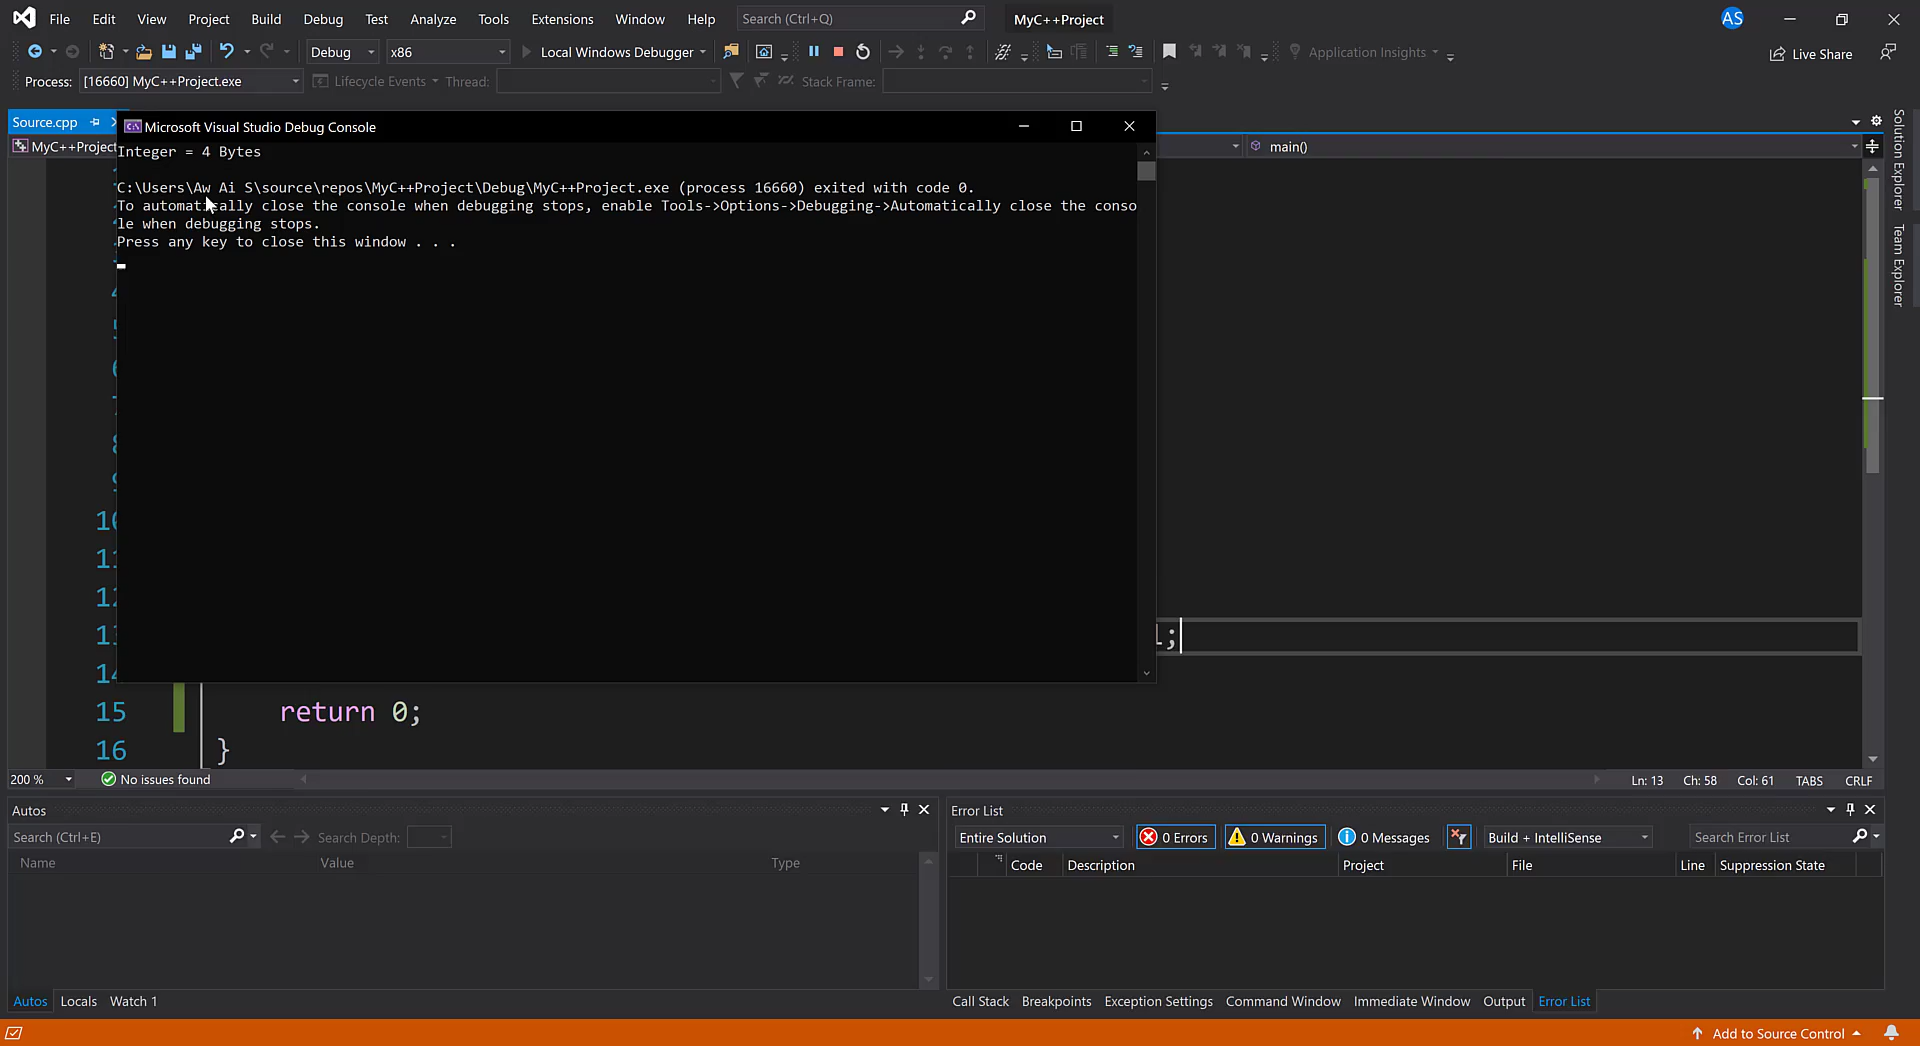 File Edit View Project Build Debug Test Analyze Tools Extensions Window Help Search (Ctrl+Q) MyC++Project AS
Debug x86 Local Windows Debugger Application Insights Live Share
Process: [16660] MyC++Project.exe Lifecycle Events Thread: Stack Frame:
Source.cpp
Microsoft Visual Studio Debug Console
MyC++Project main()
Integer = 4 Bytes
C:\Users\Aw Ai S\source\repos\MyC++Project\Debug\MyC++Project.exe (process 16660) exited with code 0.
To automatically close the console when debugging stops, enable Tools->Options->Debugging->Automatically close the conso
le when debugging stops.
Press any key to close this window . . .
Solution Explorer
Team Explorer
10
11
12
13 ;
14
15 return 0;
16 }
200 % No issues found Ln: 13 Ch: 58 Col: 61 TABS CRLF
Autos
Search (Ctrl+E) Search Depth:
Name Value Type
Autos Locals Watch 1
Error List
Entire Solution 0 Errors 0 Warnings 0 Messages Build + IntelliSense Search Error List
Code Description Project File Line Suppression State
Call Stack Breakpoints Exception Settings Command Window Immediate Window Output Error List
Add to Source Control